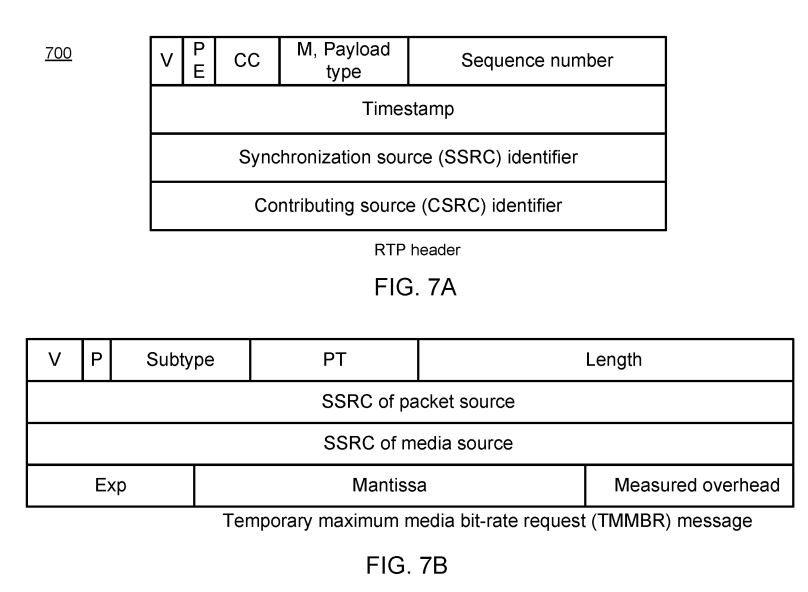 700
V
P
E
CC
M, Payload
type
Sequence number
Timestamp
Synchronization source (SSRC) identifier
Contributing source (CSRC) identifier
RTP header
FIG. 7A
V
P
Subtype
PT
Length
SSRC of packet source
SSRC of media source
Exp
Mantissa
Measured overhead
Temporary maximum media bit-rate request (TMMBR) message
FIG. 7B